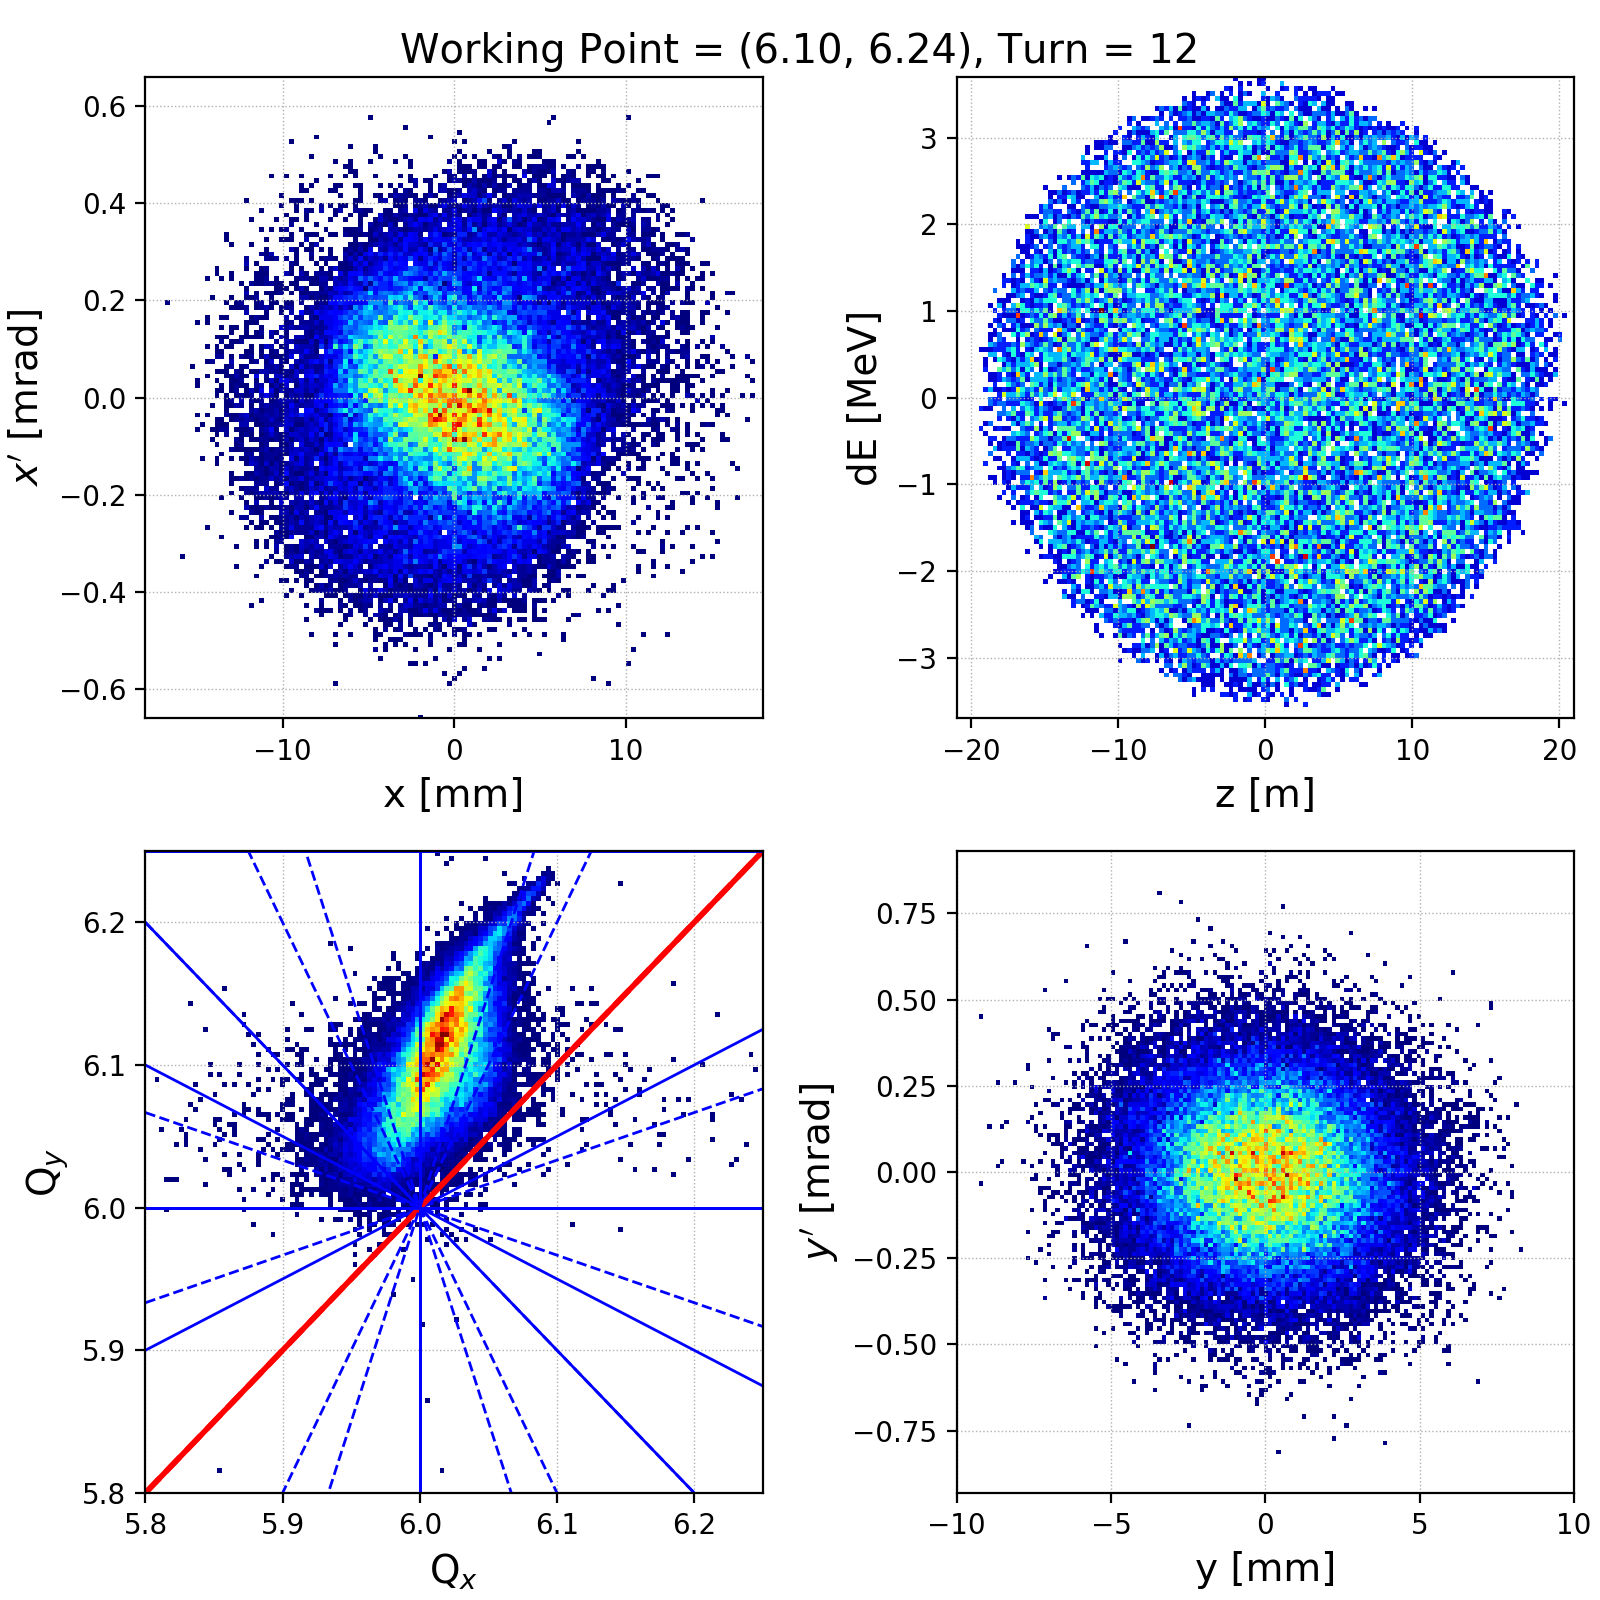 Working Point = (6.10, 6.24), Turn = 12
0.6
0.4
0.2
0.0
−0.2
−0.4
−0.6
x′ [mrad]
−10 0 10
x [mm]
3
2
1
0
−1
−2
−3
dE [MeV]
−20 −10 0 10 20
z [m]
6.2
6.1
6.0
5.9
5.8
Qy
5.8 5.9 6.0 6.1 6.2
Qx
0.75
0.50
0.25
0.00
−0.25
−0.50
−0.75
y′ [mrad]
−10 −5 0 5 10
y [mm]